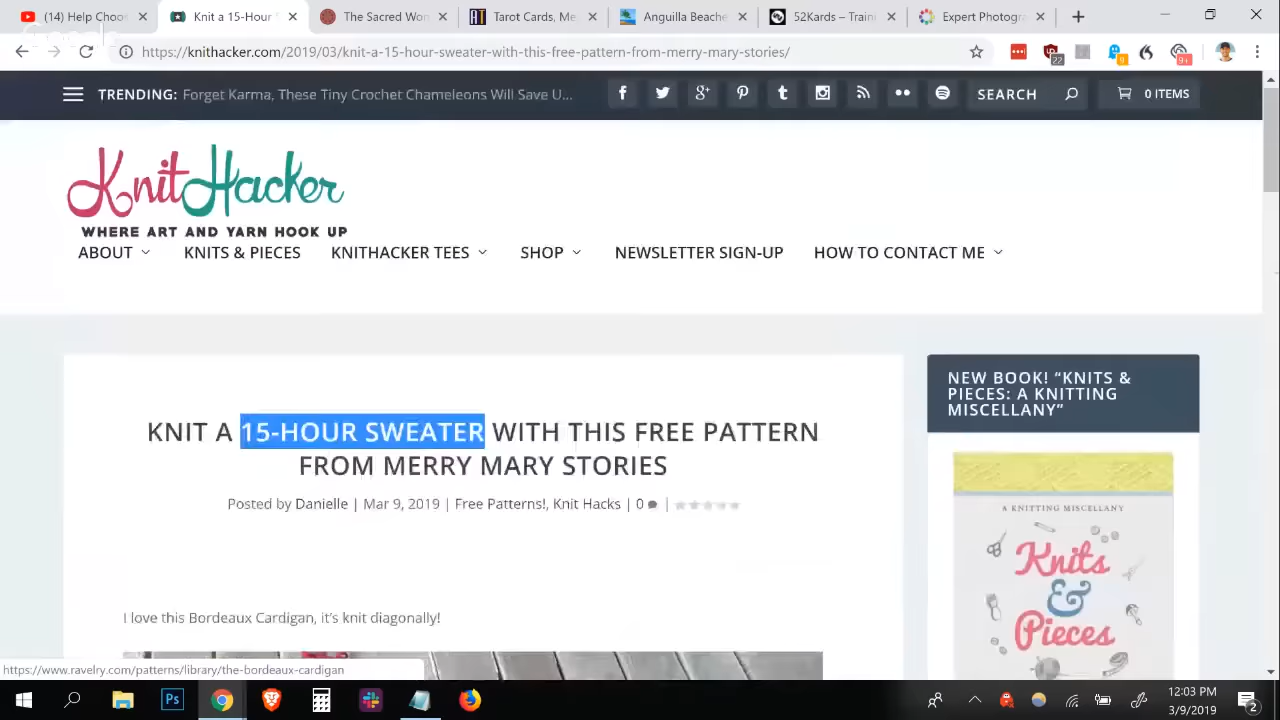 (14) Help Choo
Knit a 15-Hour
The Sacred Wo
Tarot Cards, Me
Anguilla Beache
52Kards – Traini
Expert Photogra
https://knithacker.com/2019/03/knit-a-15-hour-sweater-with-this-free-pattern-from-merry-mary-stories/
22
9
9+
TRENDING: Forget Karma, These Tiny Crochet Chameleons Will Save U...
SEARCH
0 ITEMS
KnitHacker
WHERE ART AND YARN HOOK UP
ABOUT
KNITS & PIECES
KNITHACKER TEES
SHOP
NEWSLETTER SIGN-UP
HOW TO CONTACT ME
KNIT A 15-HOUR SWEATER WITH THIS FREE PATTERN
FROM MERRY MARY STORIES
Posted by Danielle | Mar 9, 2019 | Free Patterns!, Knit Hacks | 0
I love this Bordeaux Cardigan, it’s knit diagonally!
NEW BOOK! “KNITS &
PIECES: A KNITTING
MISCELLANY”
A KNITTING MISCELLANY
Knits
&
Pieces
https://www.ravelry.com/patterns/library/the-bordeaux-cardigan
Ps
12:03 PM
3/9/2019
2